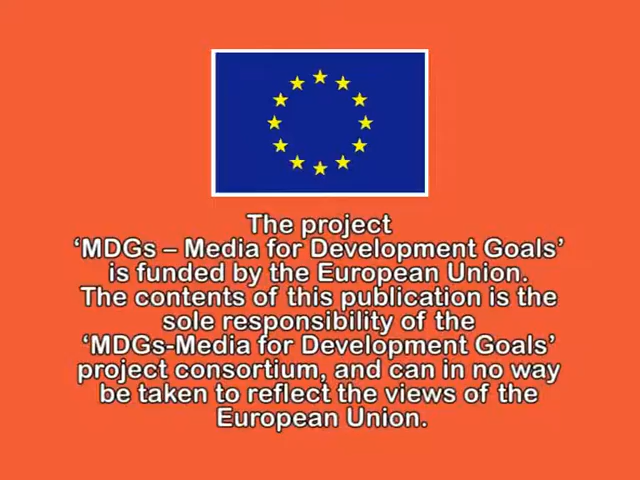 The project
‘MDGs – Media for Development Goals’
is funded by the European Union.
The contents of this publication is the
sole responsibility of the
‘MDGs-Media for Development Goals’
project consortium, and can in no way
be taken to reflect the views of the
European Union.